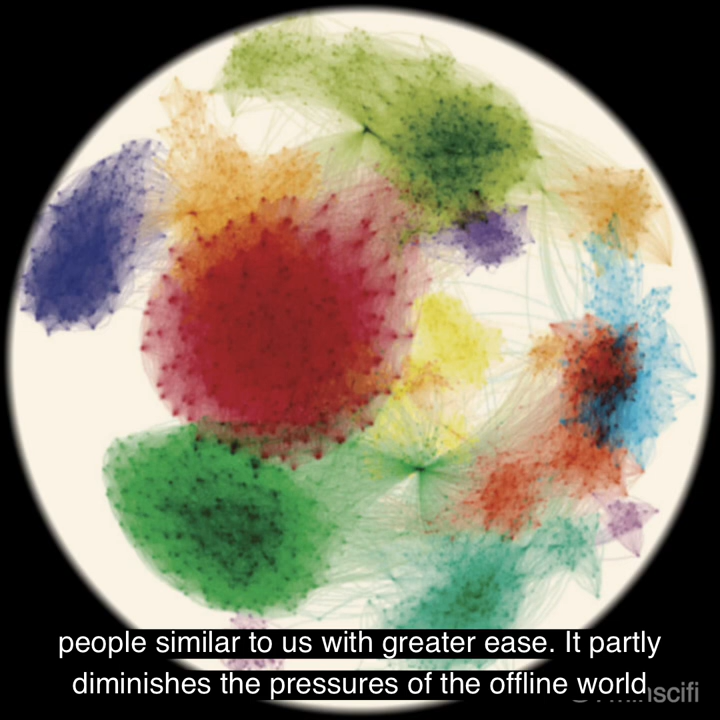 people similar to us with greater ease. It partly
diminishes the pressures of the offline world